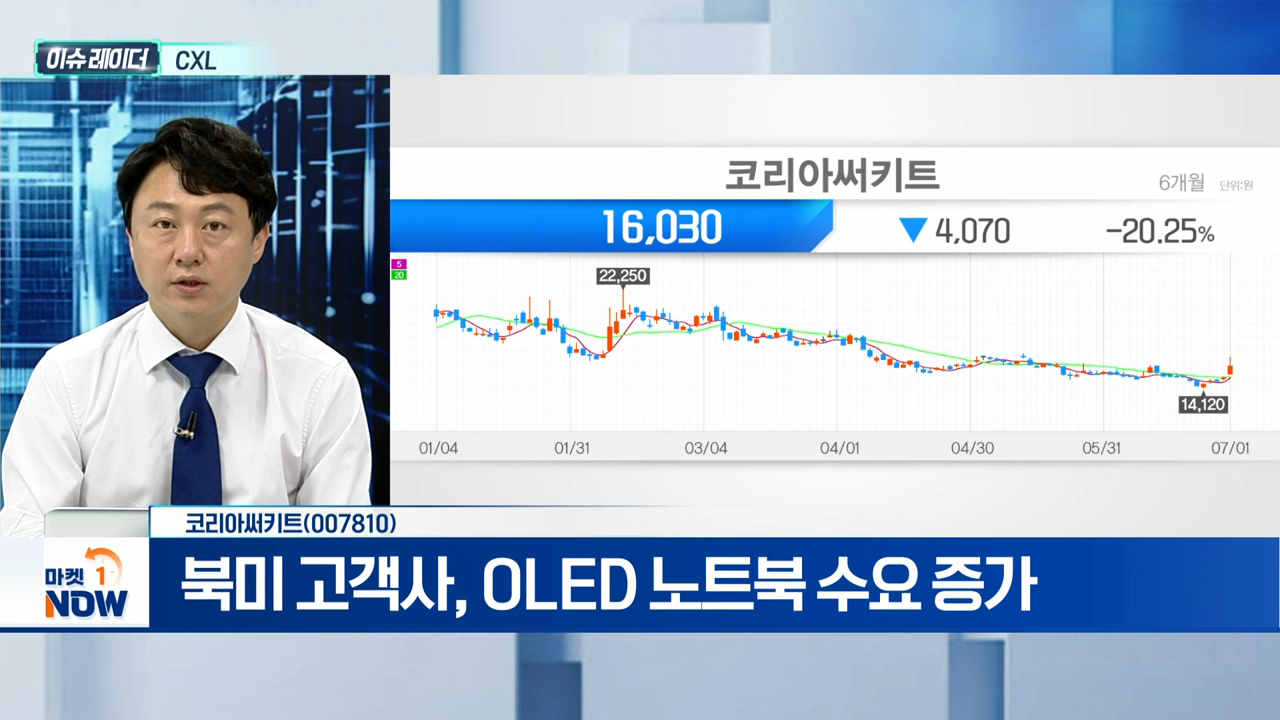 이슈 레이더 CXL
코리아써키트
6개월 단위:원
16,030 ▼ 4,070 -20.25%
5
20
22,250
14,120
01/04 01/31 03/04 04/01 04/30 05/31 07/01
코리아써키트(007810)
마켓 1
NOW
북미 고객사, OLED 노트북 수요 증가